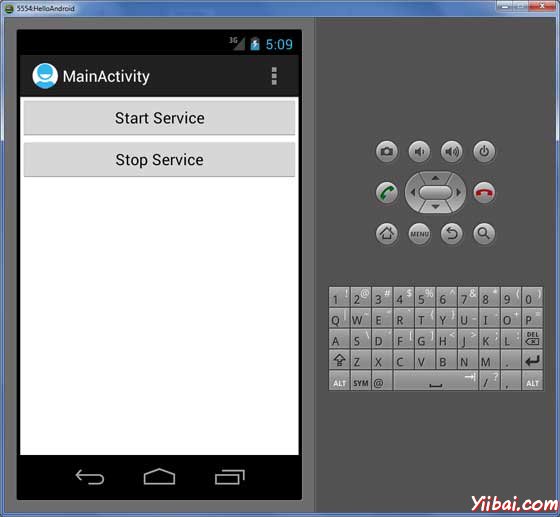 5554:HelloAndroid
3G 5:09
MainActivity
Start Service
Stop Service
MENU
1 ! 2 @ 3 # 4 $ 5 % 6 ^ 7 & 8 * 9 ( 0 )
Q | W ~ E " R ` T { Y } U _ I - O + P =
A S \ D ' F [ G ] H < J > K ; L : DEL
Z X C V B N M .
ALT SYM @ / ? , ALT
Yiibai.com